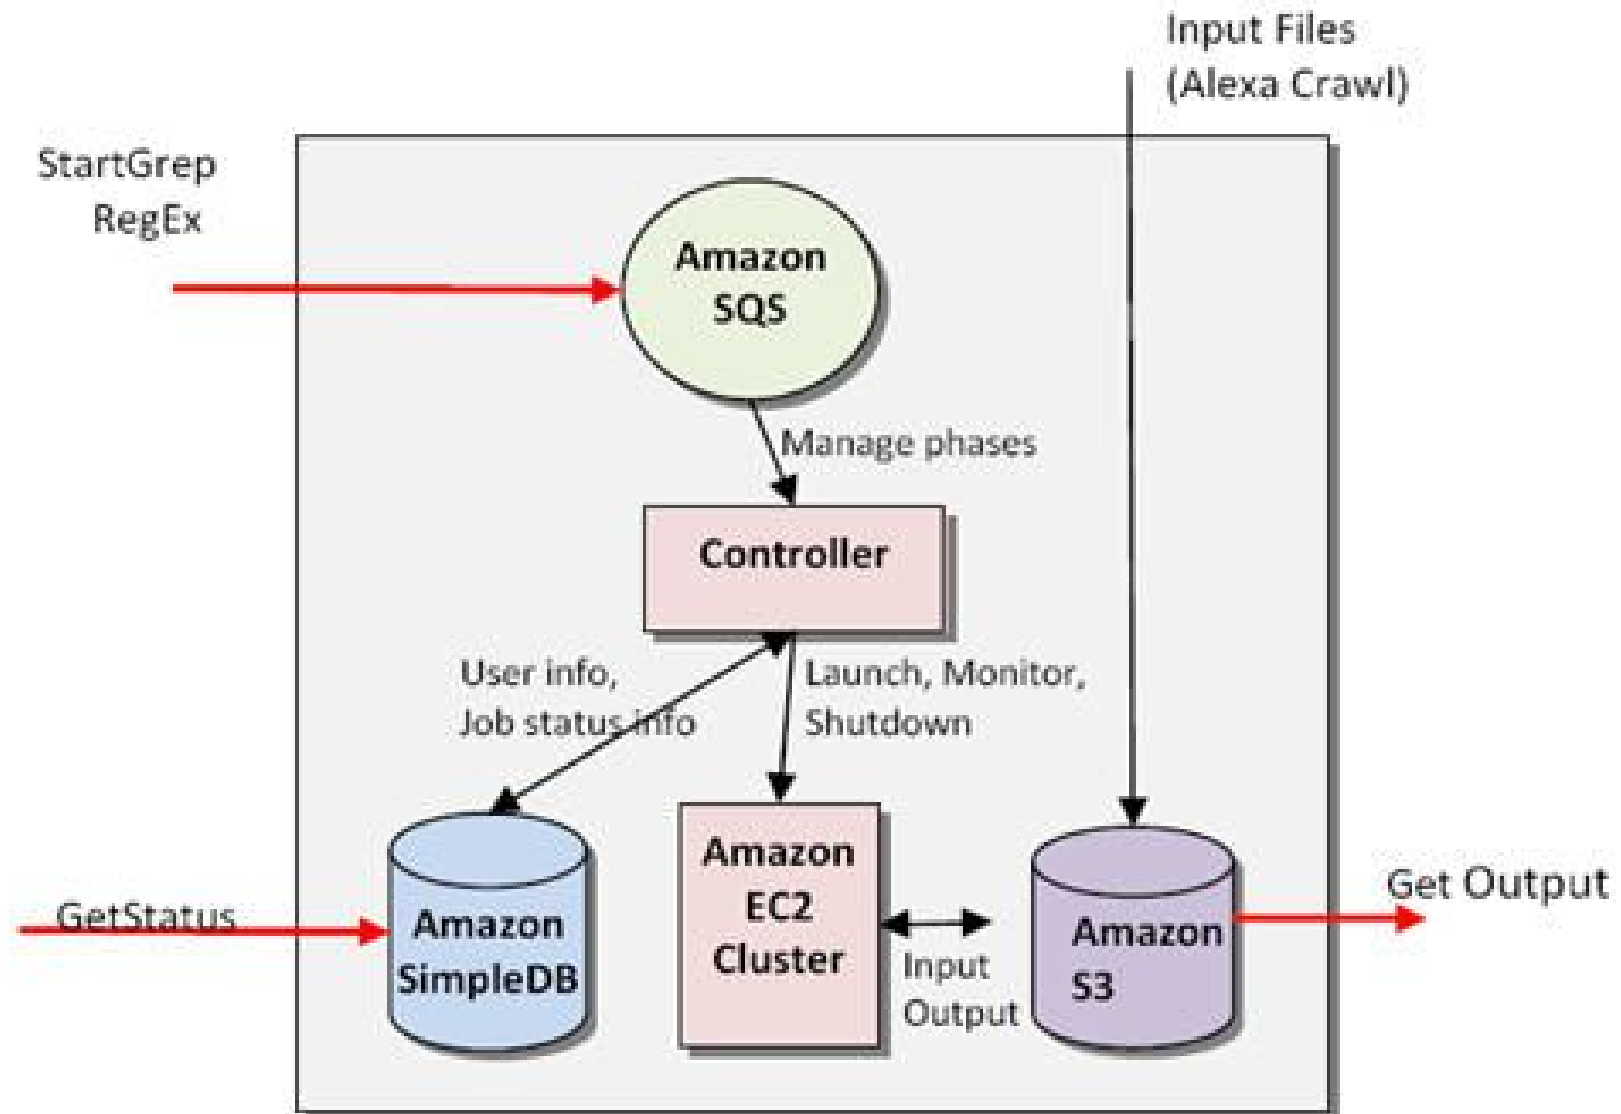 Input Files
(Alexa Crawl)
StartGrep
RegEx
Amazon
SQS
Manage phases
Controller
User info,
Job status info
Launch, Monitor,
Shutdown
GetStatus
Amazon
SimpleDB
Amazon
EC2
Cluster
Input
Output
Amazon
S3
Get Output